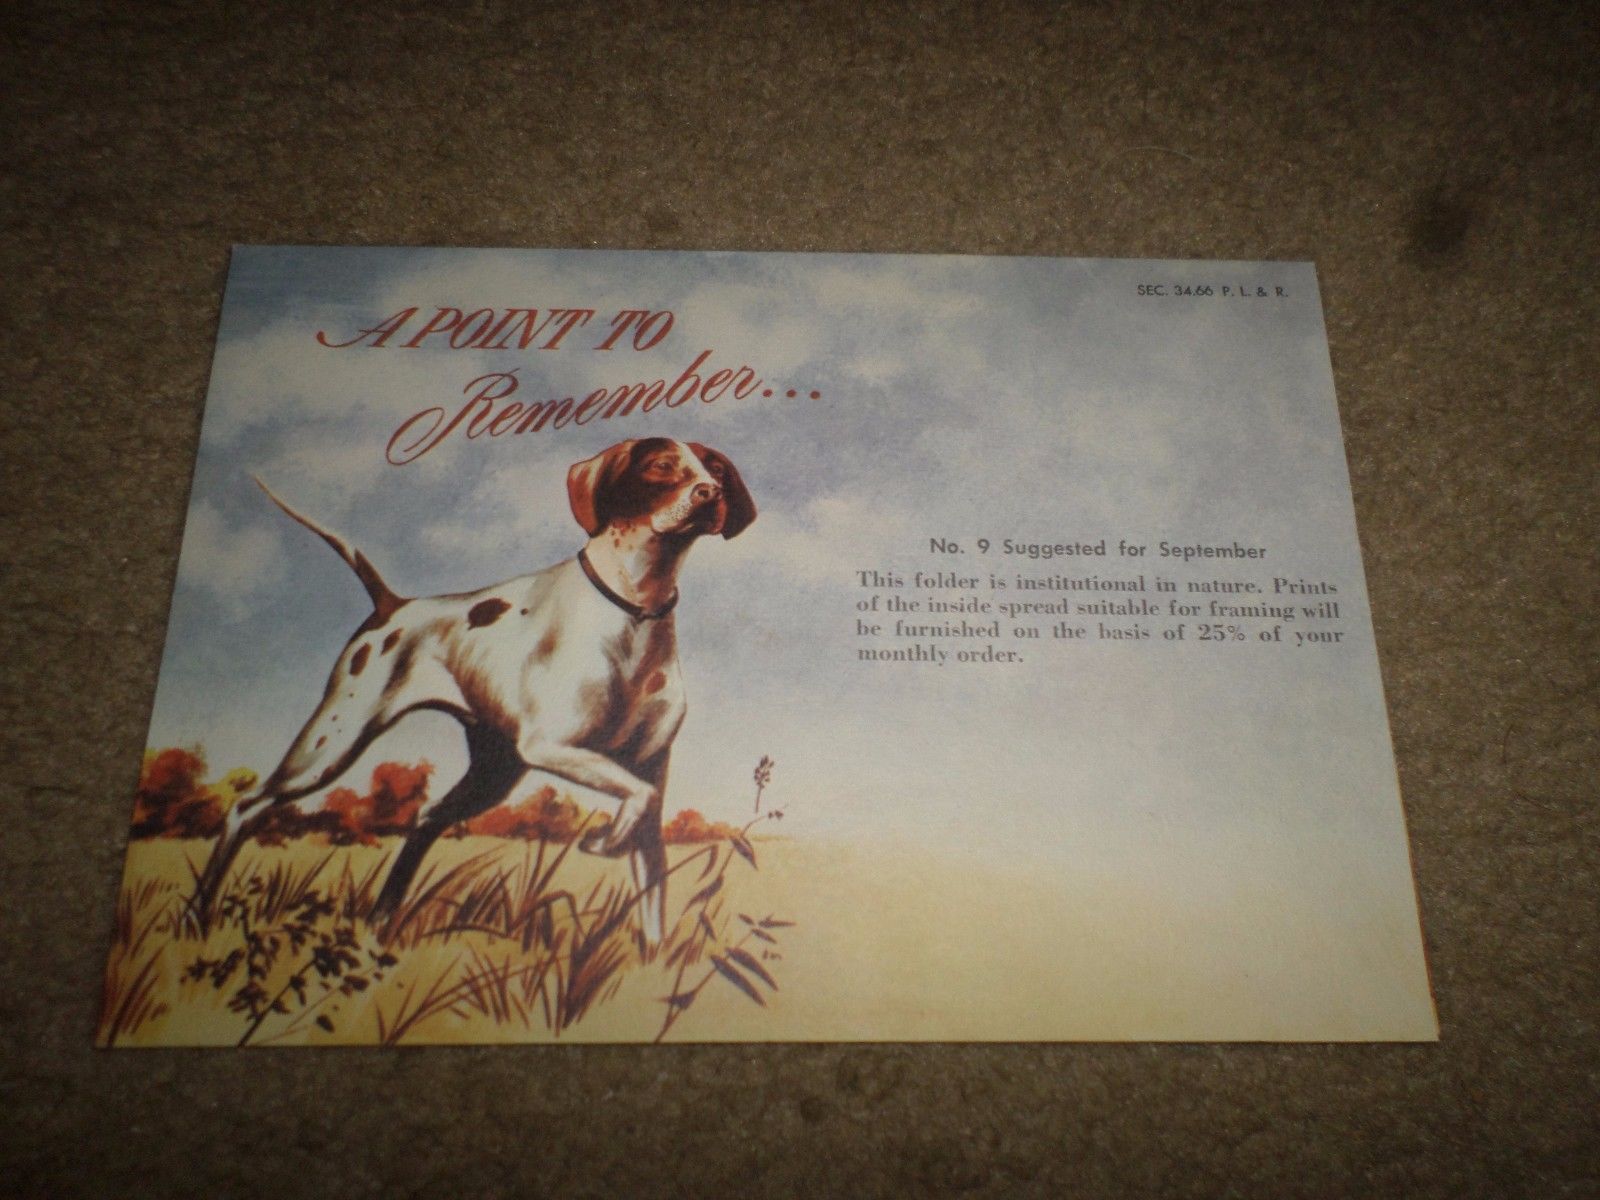 SEC. 34.66 P. L. & R.
A POINT TO
Remember...
No. 9 Suggested for September
This folder is institutional in nature. Prints
of the inside spread suitable for framing will
be furnished on the basis of 25% of your
monthly order.